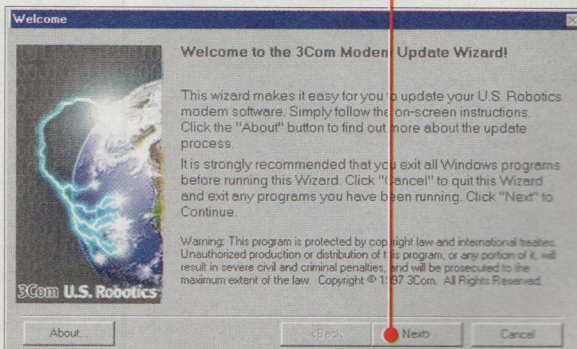 Welcome
Welcome to the 3Com Modem Update Wizard!
This wizard makes it easy for you to update your U.S. Robotics
modem software. Simply follow the on-screen instructions.
Click the "About" button to find out more about the update
process.
It is strongly recommended that you exit all Windows programs
before running this Wizard. Click "Cancel" to quit this Wizard
and exit any programs you have been running. Click "Next" to
Continue.
Warning: This program is protected by copyright law and international treaties.
Unauthorized production or distribution of this program, or any portion of it, will
result in severe civil and criminal penalties, and will be prosecuted to the
maximum extent of the law. Copyright © 1997 3Com. All Rights Reserved.
3Com U.S. Robotics
About... <Back Next> Cancel